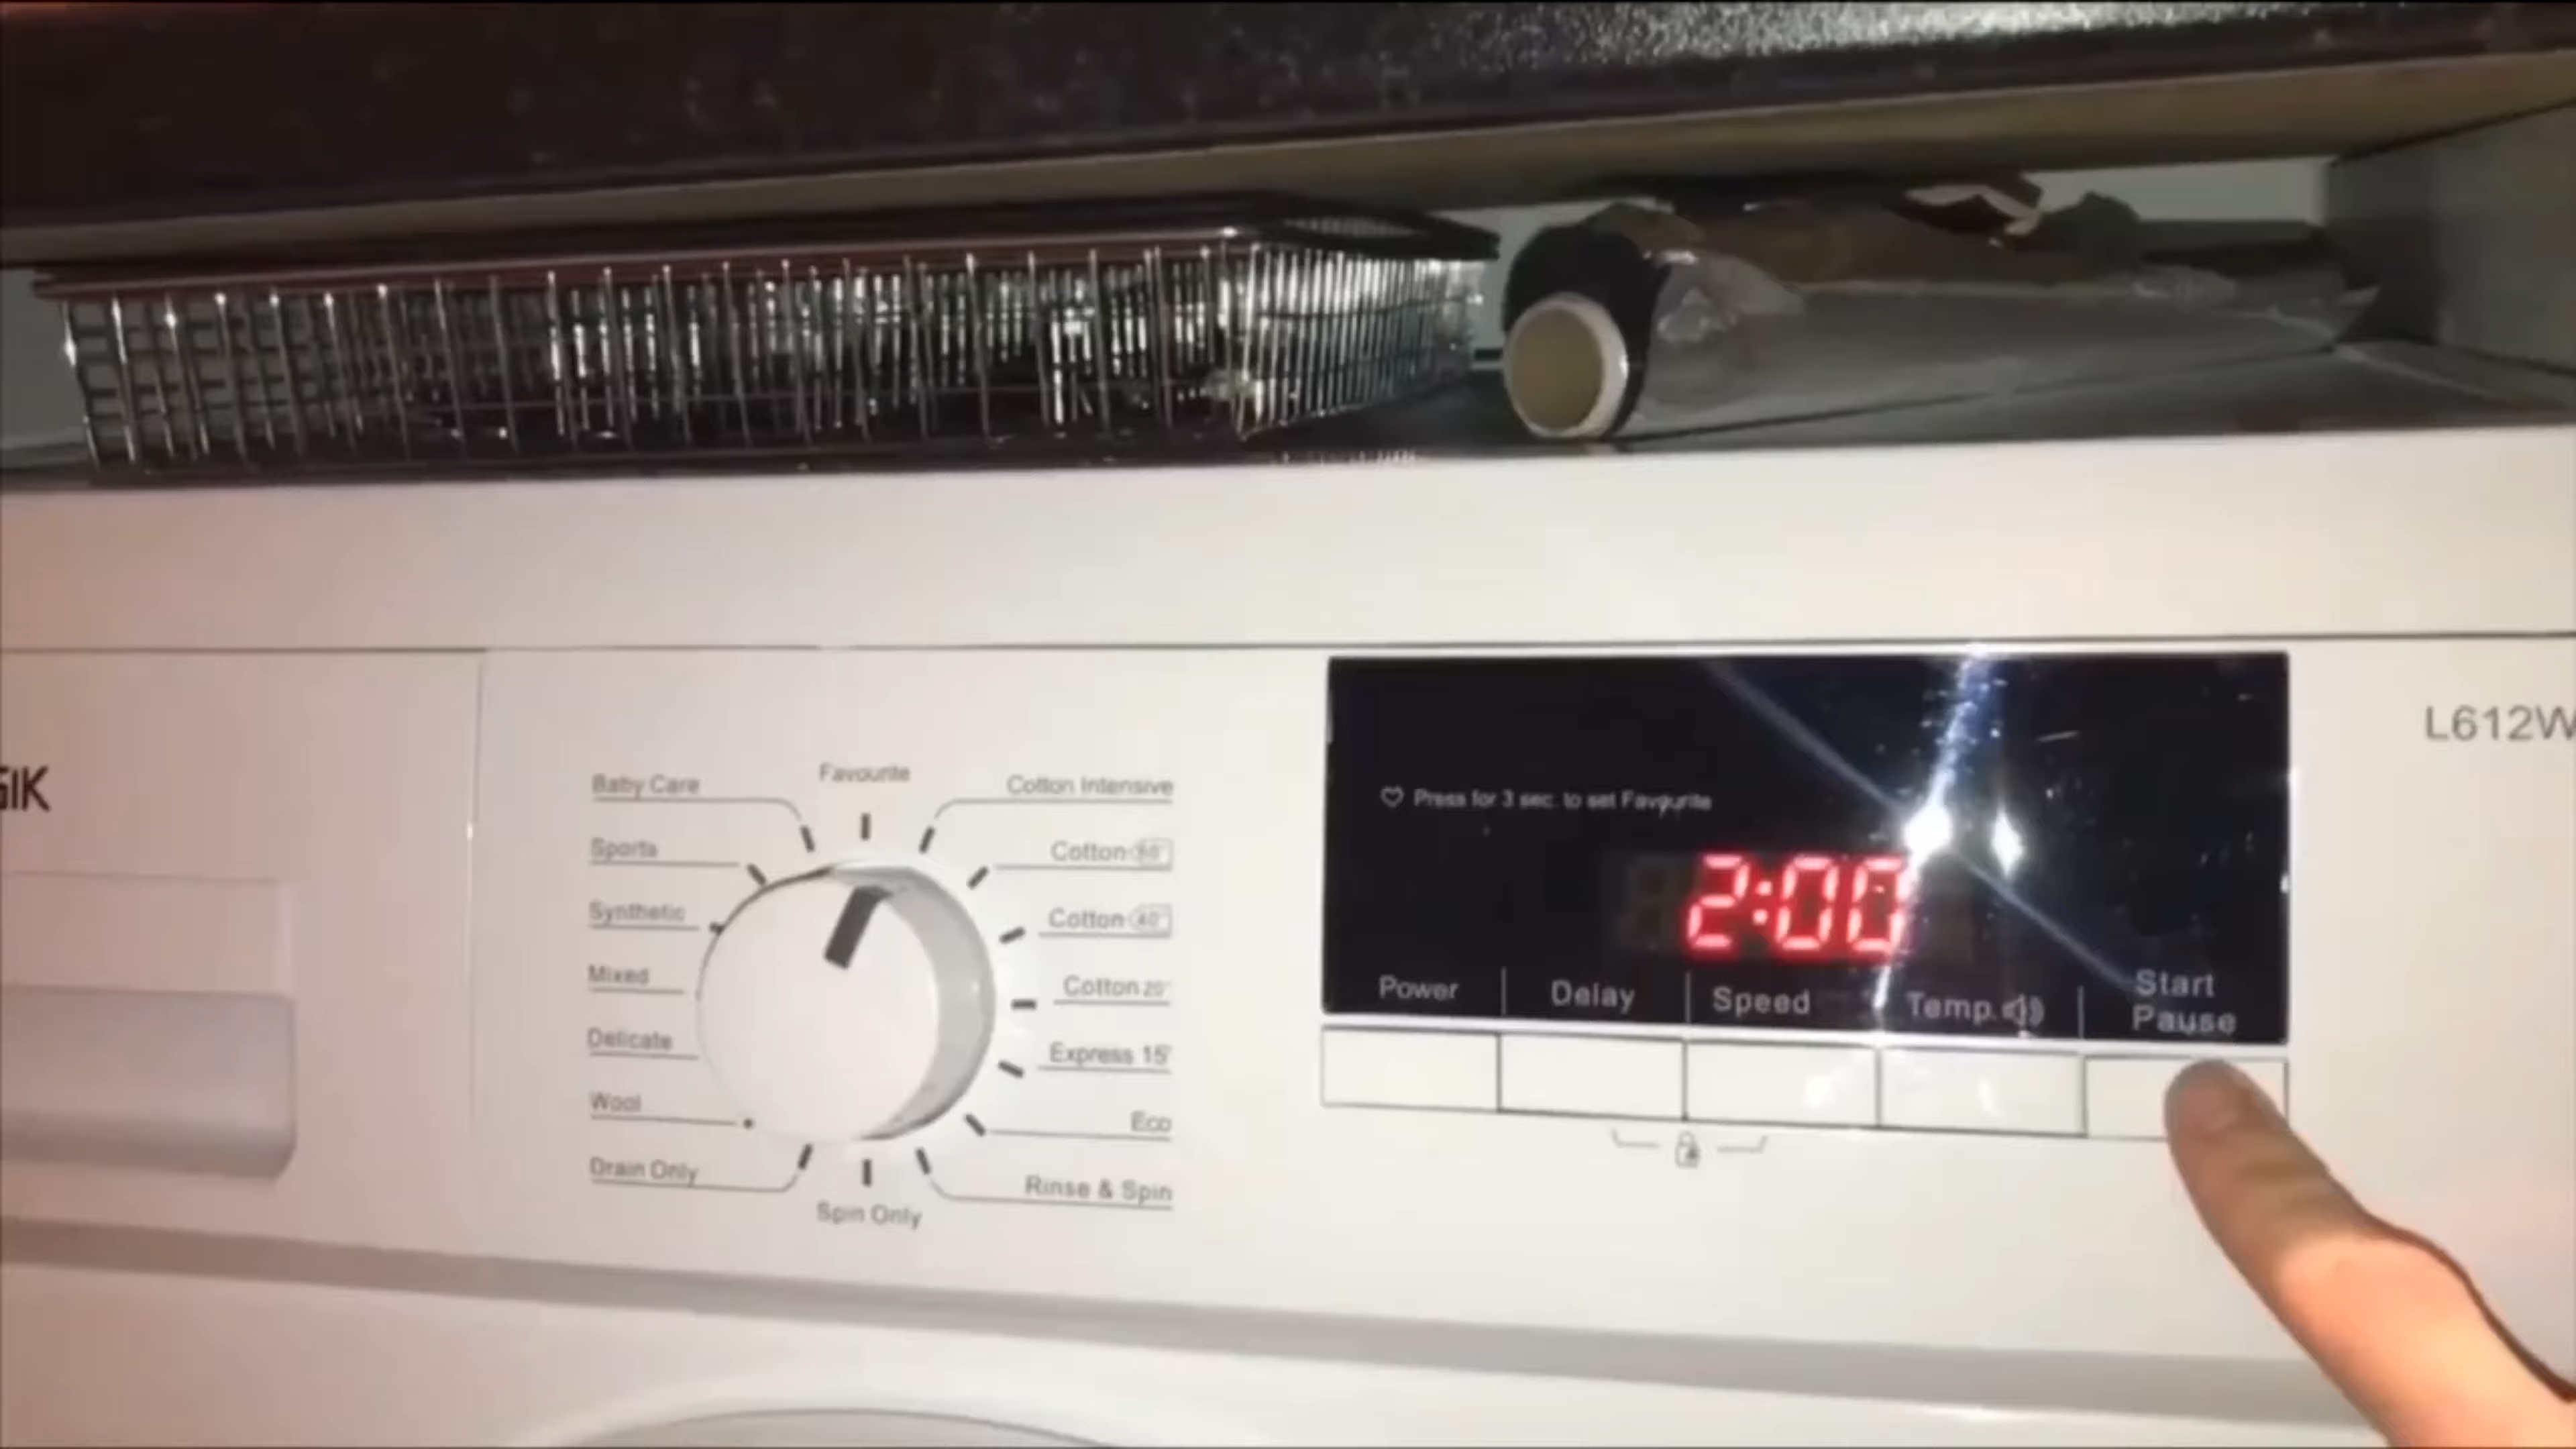 L612W
GIK
Favourite
Baby Care
Cotton Intensive
Sports
Cotton 60°
Synthetic
Cotton 40°
Mixed
Cotton 20°
Delicate
Express 15'
Wool
Eco
Drain Only
Rinse & Spin
Spin Only
♡ Press for 3 sec. to set Favourite
2:00
Power
Delay
Speed
Temp.
Start
Pause